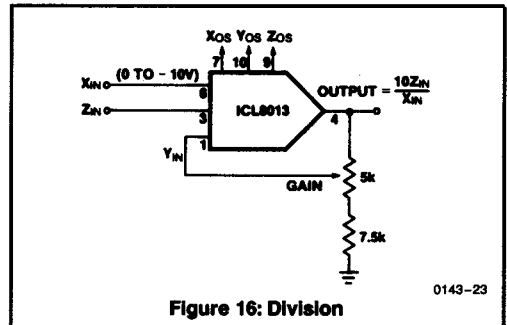 XOS YOS ZOS
7 10 9
XIN (0 TO - 10V) 6
ZIN 3
ICL8013
4
OUTPUT = 10ZIN / XIN
1
YIN
GAIN
5k
7.5k
0143-23
Figure 16: Division